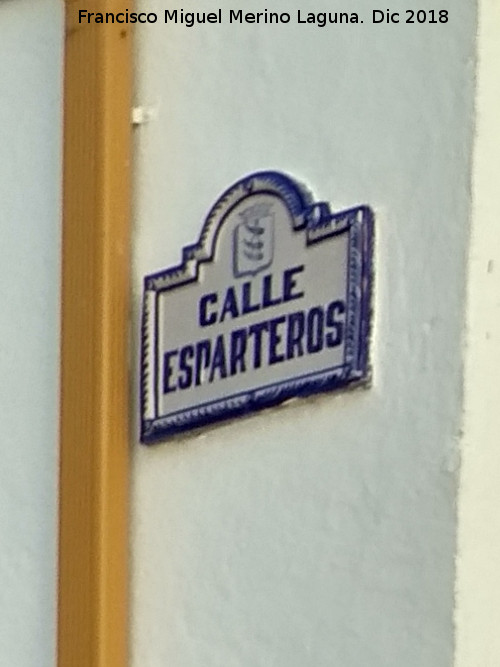 Francisco Miguel Merino Laguna. Dic 2018
CALLE
ESPARTEROS